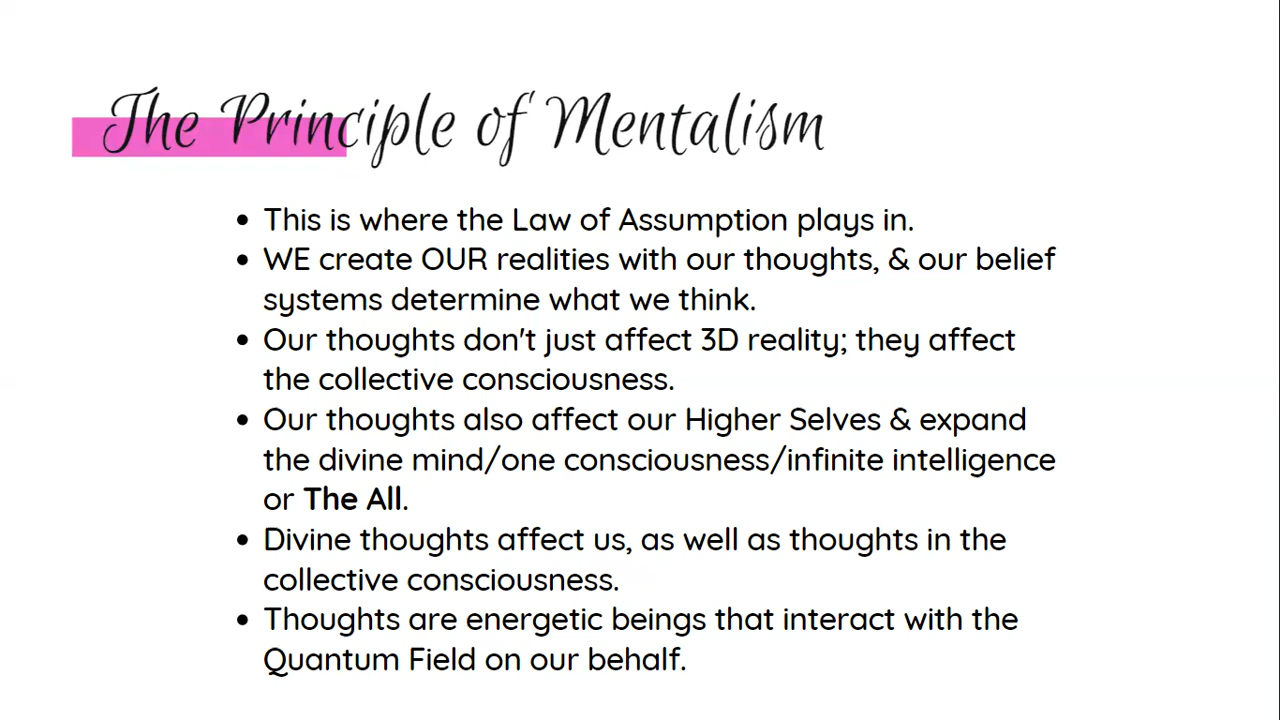 The Principle of Mentalism
• This is where the Law of Assumption plays in.
• WE create OUR realities with our thoughts, & our belief
systems determine what we think.
• Our thoughts don't just affect 3D reality; they affect
the collective consciousness.
• Our thoughts also affect our Higher Selves & expand
the divine mind/one consciousness/infinite intelligence
or The All.
• Divine thoughts affect us, as well as thoughts in the
collective consciousness.
• Thoughts are energetic beings that interact with the
Quantum Field on our behalf.